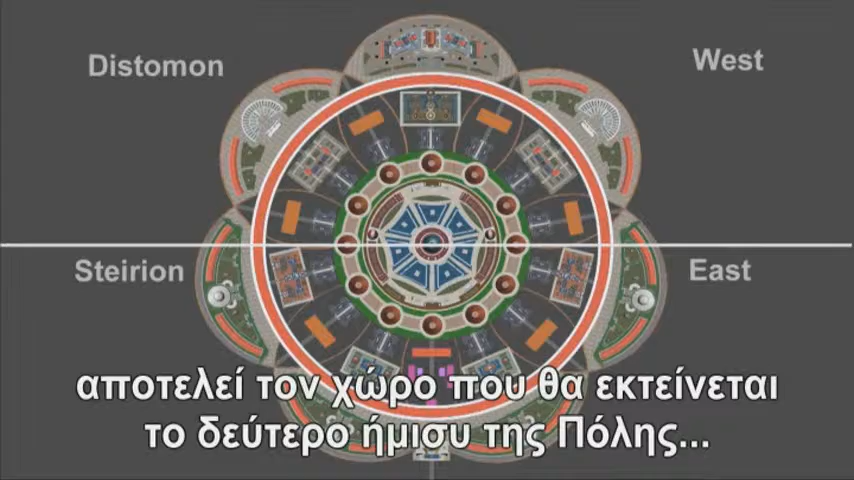 Distomon
West
Steirion
East
αποτελεί τον χώρο που θα εκτείνεται
το δεύτερο ήμισυ της Πόλης...